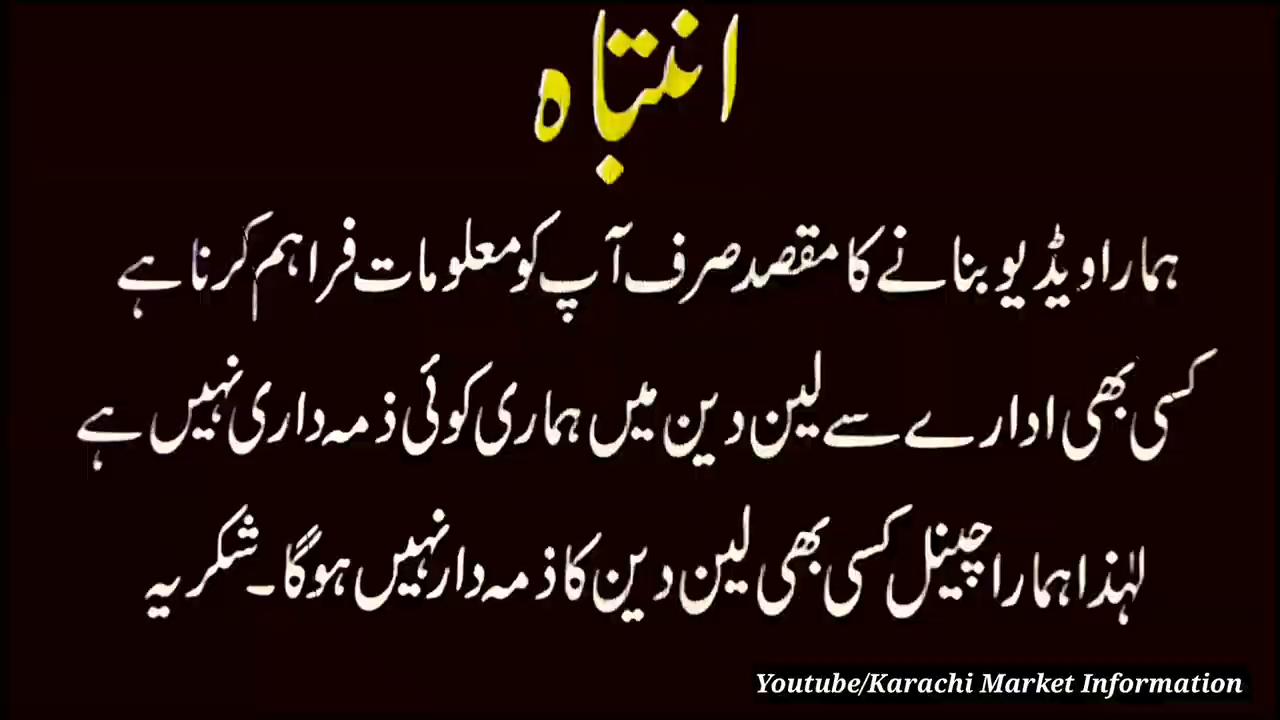 انتباہ
ہمارا ویڈیو بنانے کا مقصد صرف آپ کو معلومات فراہم کرنا ہے
کسی بھی ادارے سے لین دین میں ہماری کوئی ذمہ داری نہیں ہے
لہٰذا ہمارا چینل کسی بھی لین دین کا ذمہ دار نہیں ہوگا۔ شکریہ
Youtube/Karachi Market Information